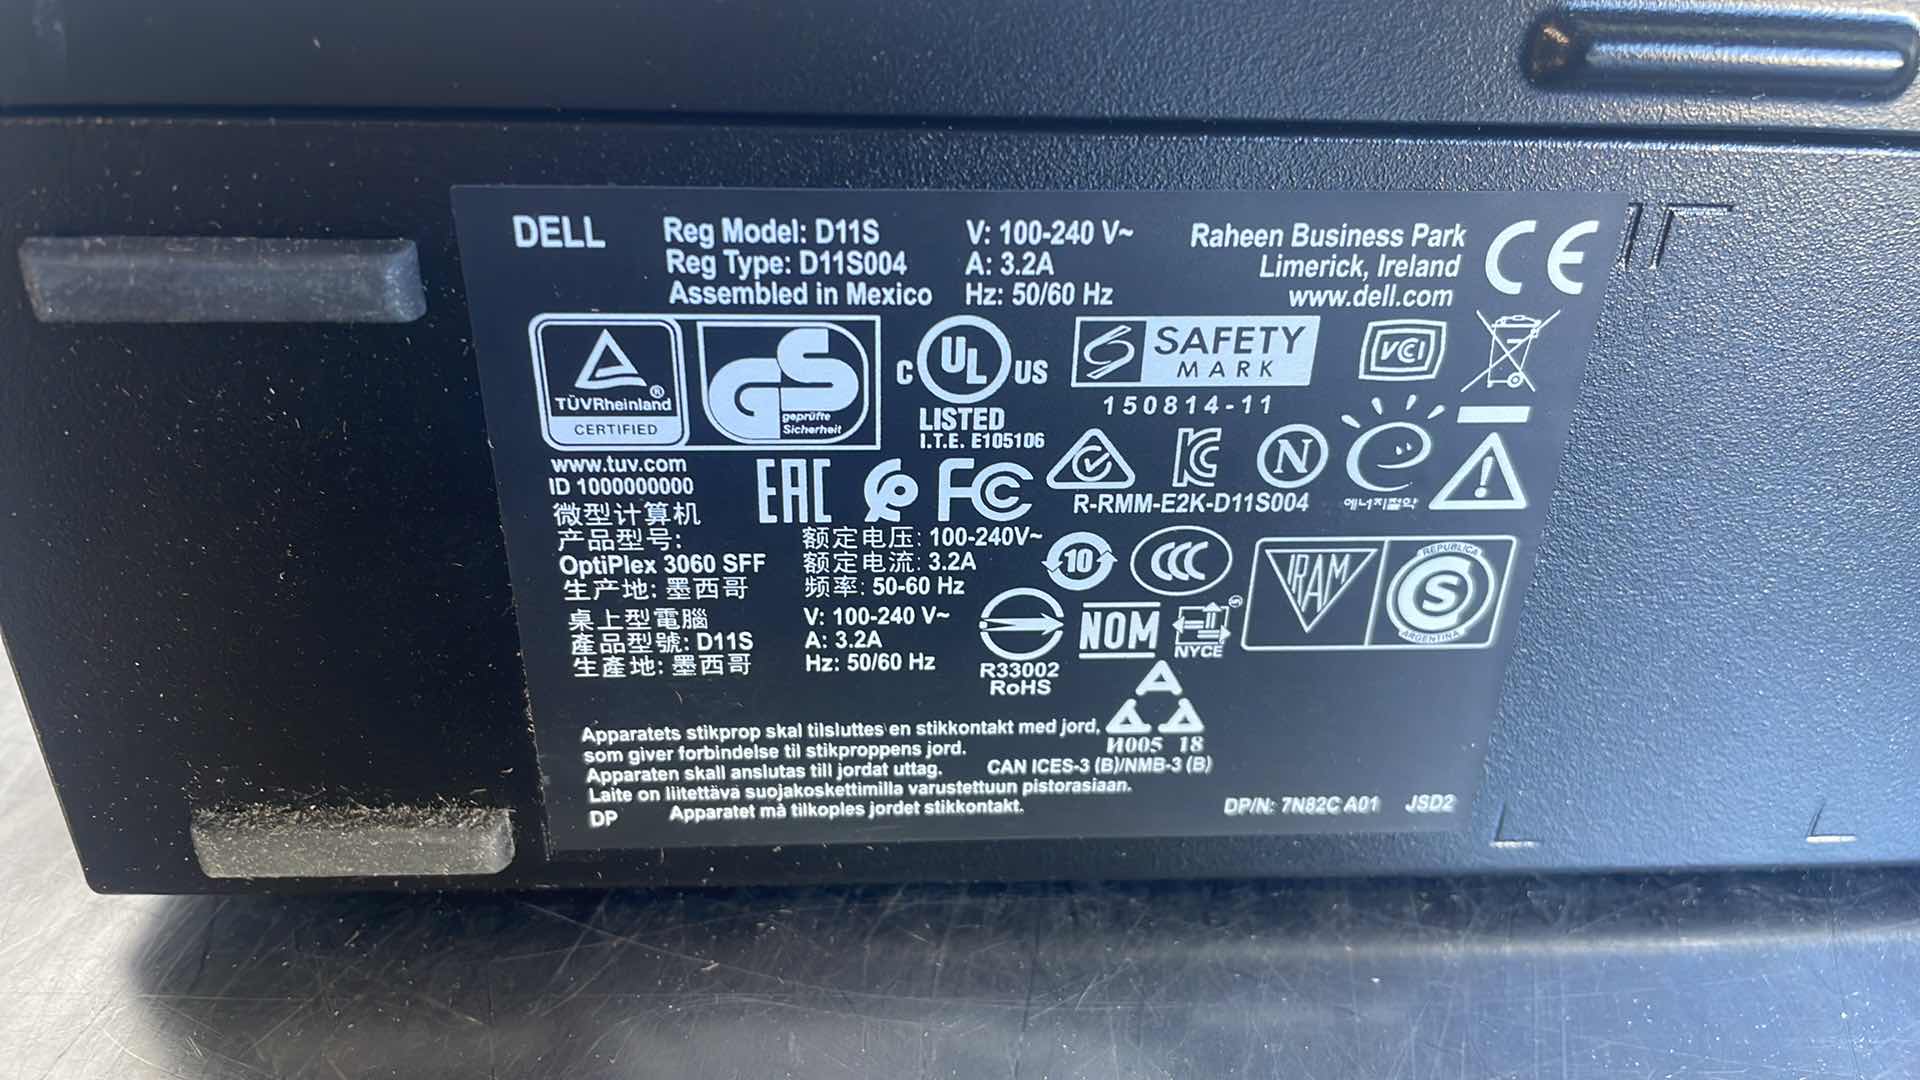 DELL
Reg Model: D11S
Reg Type: D11S004
Assembled in Mexico
V: 100-240 V~
A: 3.2A
Hz: 50/60 Hz
Raheen Business Park
Limerick, Ireland
www.dell.com
CE
TÜVRheinland®
CERTIFIED
GS
geprüfte
Sicherheit
C UL US
LISTED
I.T.E. E105106
S SAFETY
MARK
150814-11
VCI
www.tuv.com
ID 1000000000
EAC
FC
R-RMM-E2K-D11S004
KC
N
e
에너지절약
!
微型计算机
产品型号:
OptiPlex 3060 SFF
生产地: 墨西哥
额定电压: 100-240V~
额定电流: 3.2A
频率: 50-60 Hz
10
CCC
IRAM
REPUBLICA
S
ARGENTINA
桌上型電腦
產品型號: D11S
生產地: 墨西哥
V: 100-240 V~
A: 3.2A
Hz: 50/60 Hz
R33002
RoHS
NOM
NYCE
И005 18
Apparatets stikprop skal tilsluttes en stikkontakt med jord,
som giver forbindelse til stikproppens jord.
Apparaten skall anslutas till jordat uttag.
CAN ICES-3 (B)/NMB-3 (B)
Laite on liitettävä suojakoskettimilla varustettuun pistorasiaan.
DP
Apparatet må tilkoples jordet stikkontakt.
DP/N: 7N82C A01
JSD2